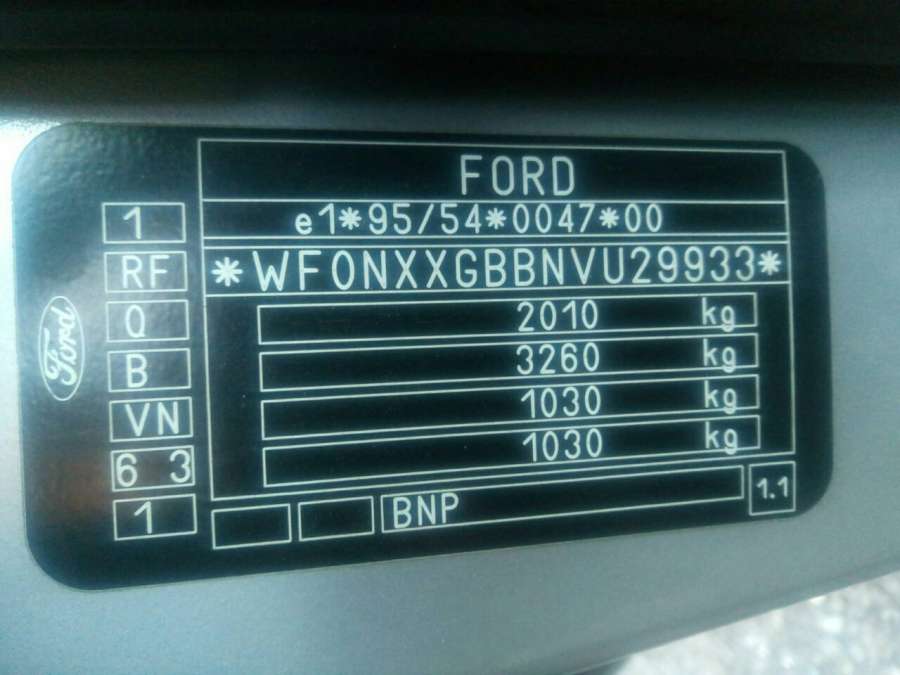 FORD
e1*95/54*0047*00
*WF0NXXGBBNVU29933*
2010 kg
3260 kg
1030 kg
1030 kg
BNP
1.1
1
RF
Q
B
VN
6 3
1
Ford